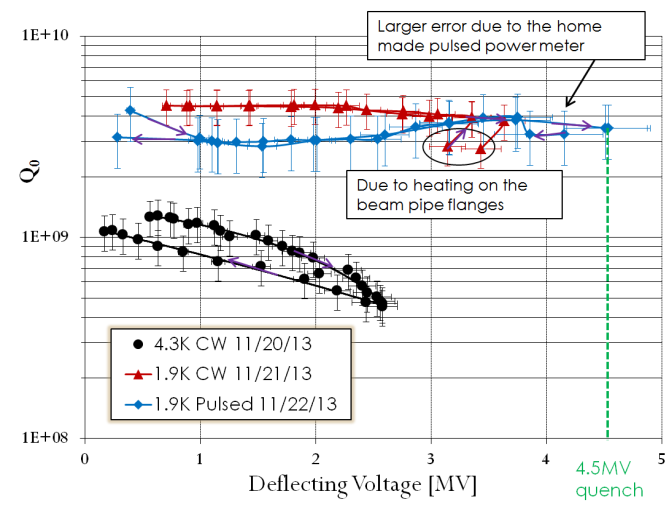 Larger error due to the home
made pulsed power meter
1E+10
Q0
Due to heating on the
beam pipe flanges
1E+09
4.3K CW 11/20/13
1.9K CW 11/21/13
1.9K Pulsed 11/22/13
1E+08
0 1 2 3 4 5
Deflecting Voltage [MV]
4.5MV
quench